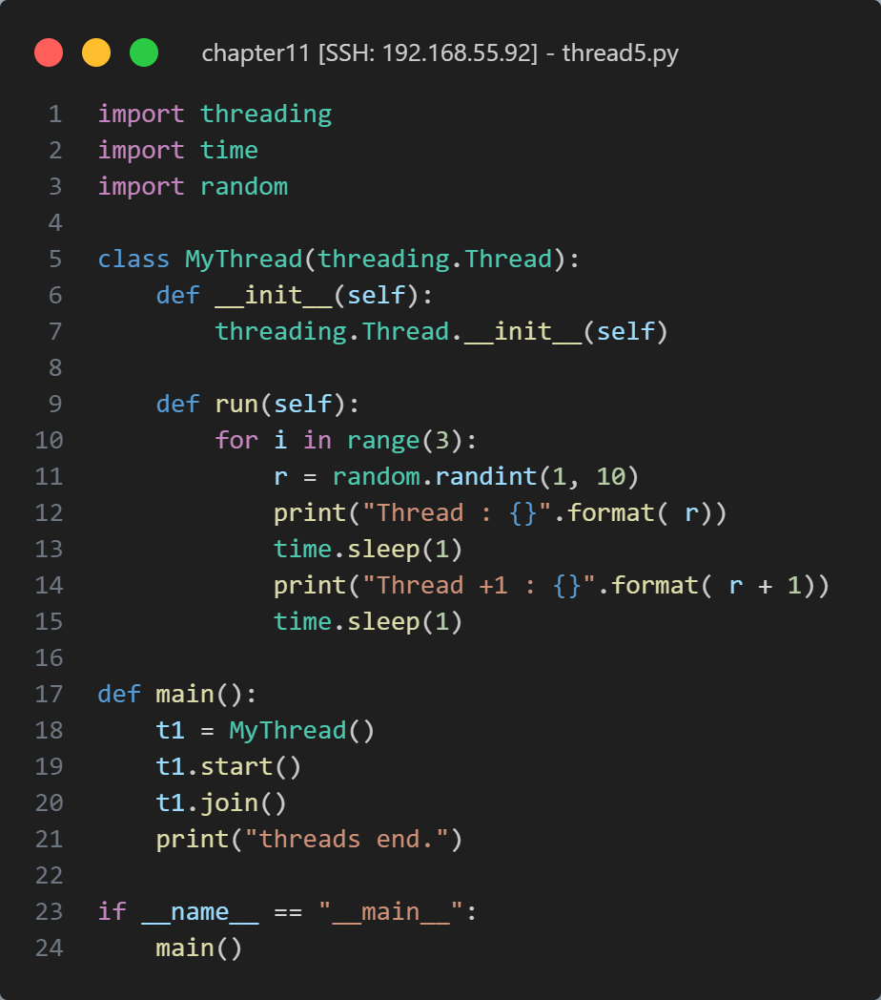 chapter11 [SSH: 192.168.55.92] - thread5.py
1 import threading
2 import time
3 import random
4
5 class MyThread(threading.Thread):
6     def __init__(self):
7         threading.Thread.__init__(self)
8
9     def run(self):
10         for i in range(3):
11             r = random.randint(1, 10)
12             print("Thread : {}".format( r))
13             time.sleep(1)
14             print("Thread +1 : {}".format( r + 1))
15             time.sleep(1)
16
17 def main():
18     t1 = MyThread()
19     t1.start()
20     t1.join()
21     print("threads end.")
22
23 if __name__ == "__main__":
24     main()